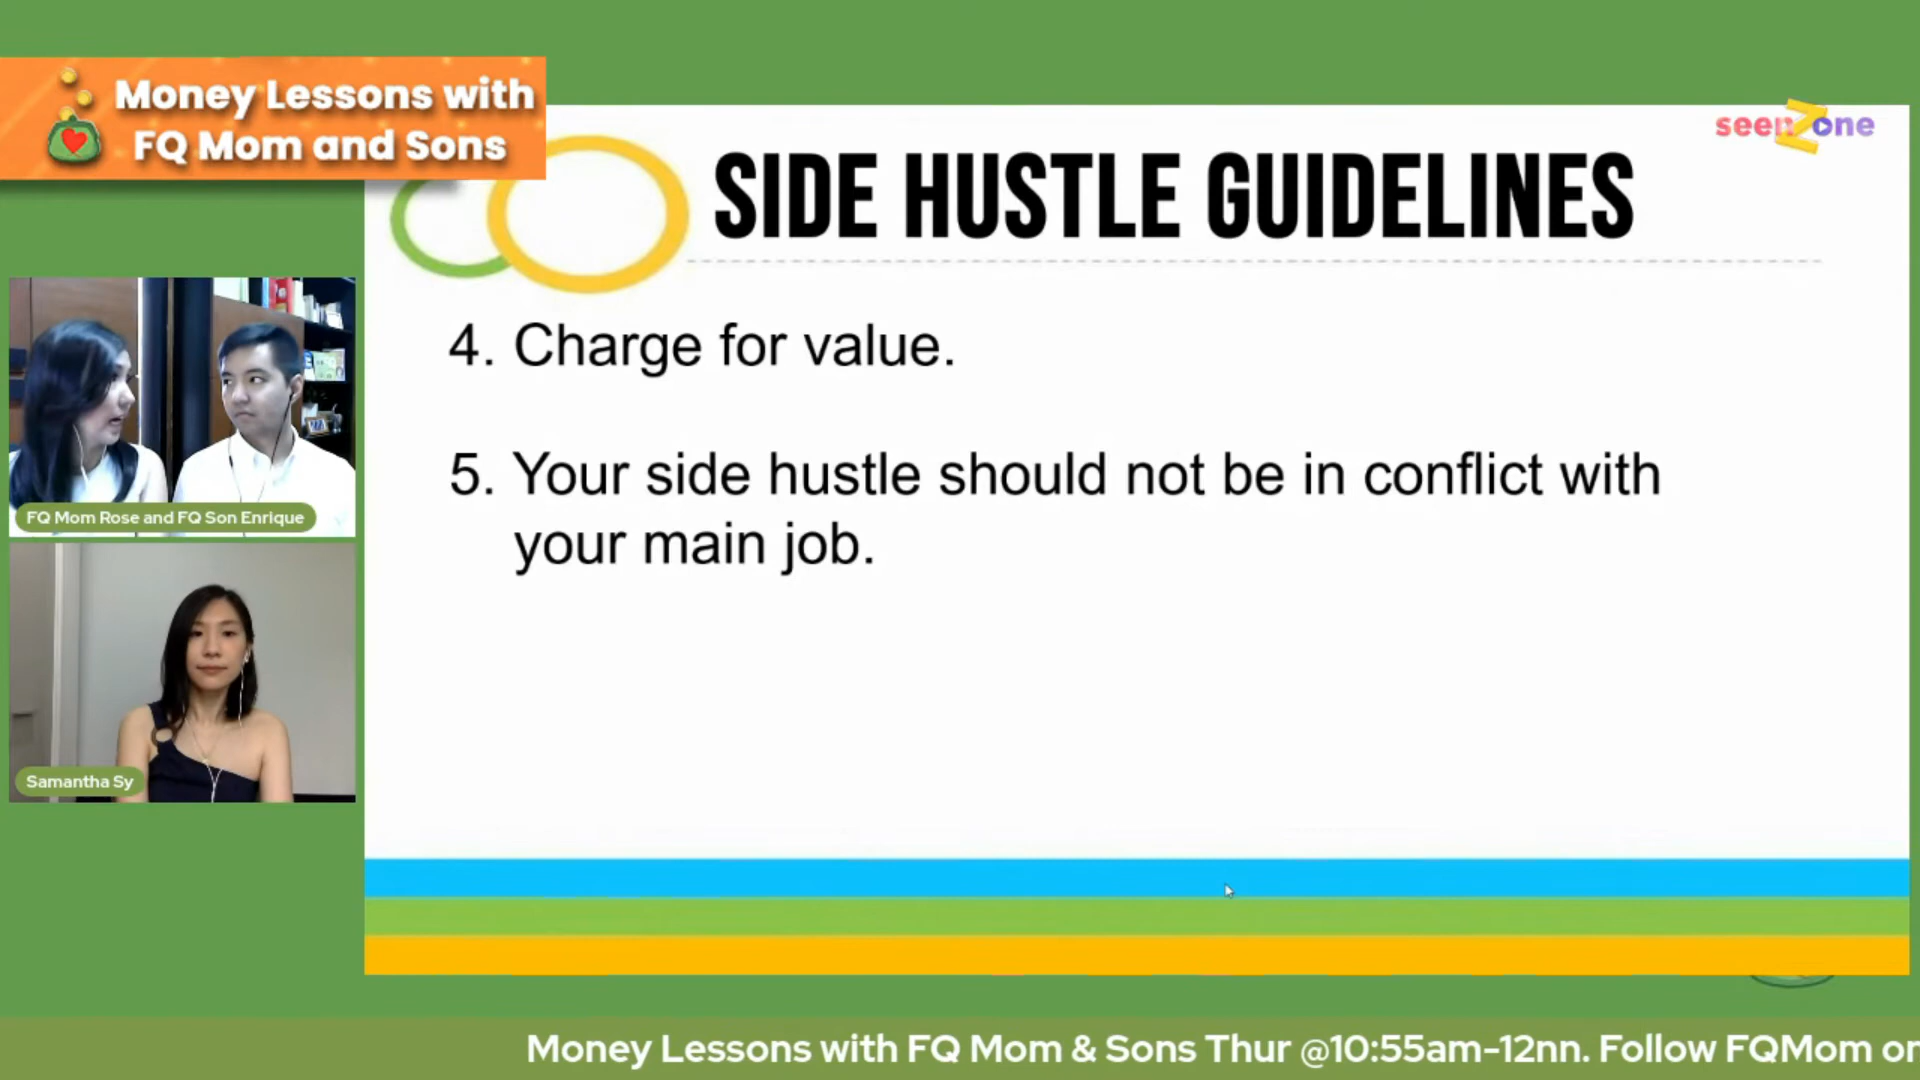 Money Lessons with
FQ Mom and Sons
seenZone
SIDE HUSTLE GUIDELINES
4. Charge for value.
5. Your side hustle should not be in conflict with
your main job.
FQ Mom Rose and FQ Son Enrique
Samantha Sy
Money Lessons with FQ Mom & Sons Thur @10:55am-12nn. Follow FQMom on